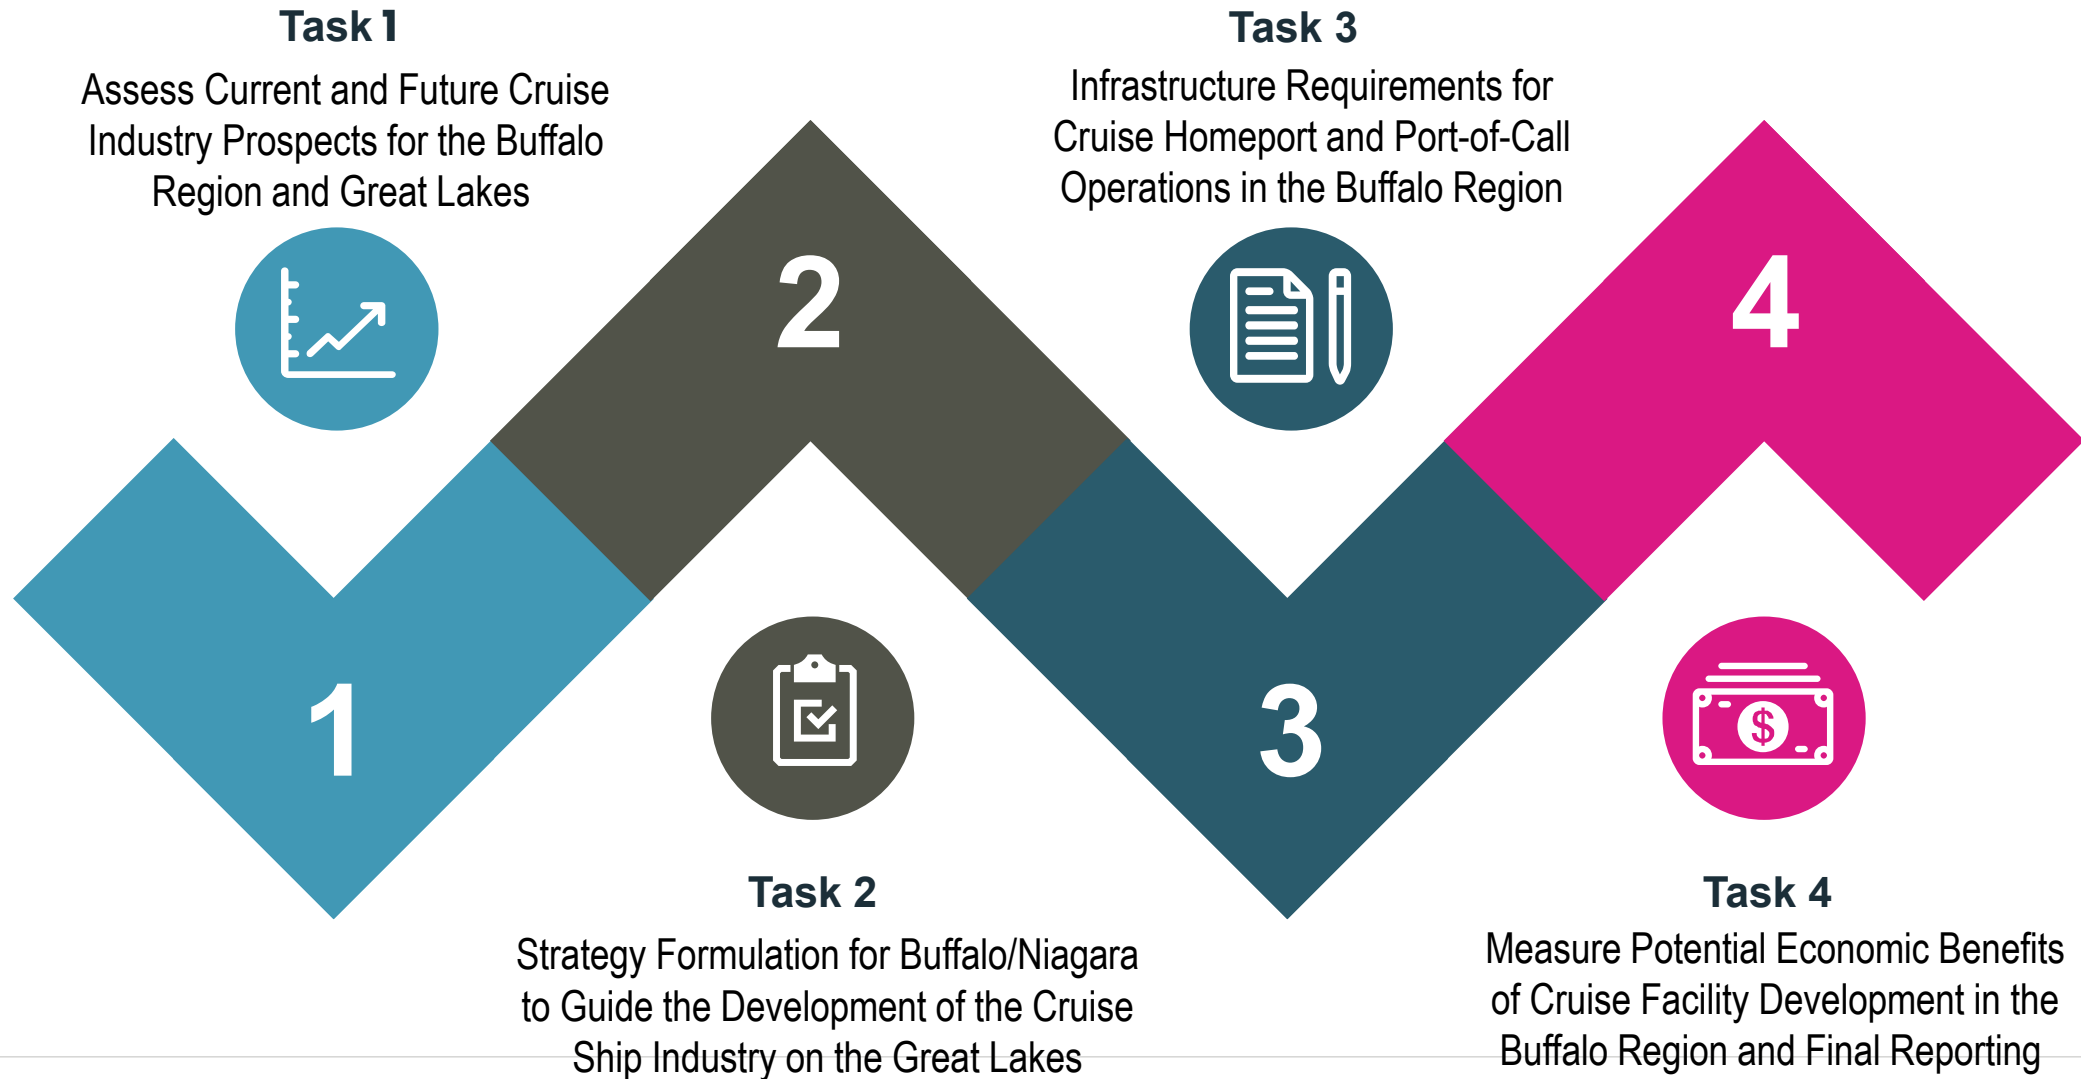 Task 1
Assess Current and Future Cruise
Industry Prospects for the Buffalo
Region and Great Lakes
1
2
Task 2
Strategy Formulation for Buffalo/Niagara
to Guide the Development of the Cruise
Ship Industry on the Great Lakes
Task 3
Infrastructure Requirements for
Cruise Homeport and Port-of-Call
Operations in the Buffalo Region
3
4
$
Task 4
Measure Potential Economic Benefits
of Cruise Facility Development in the
Buffalo Region and Final Reporting